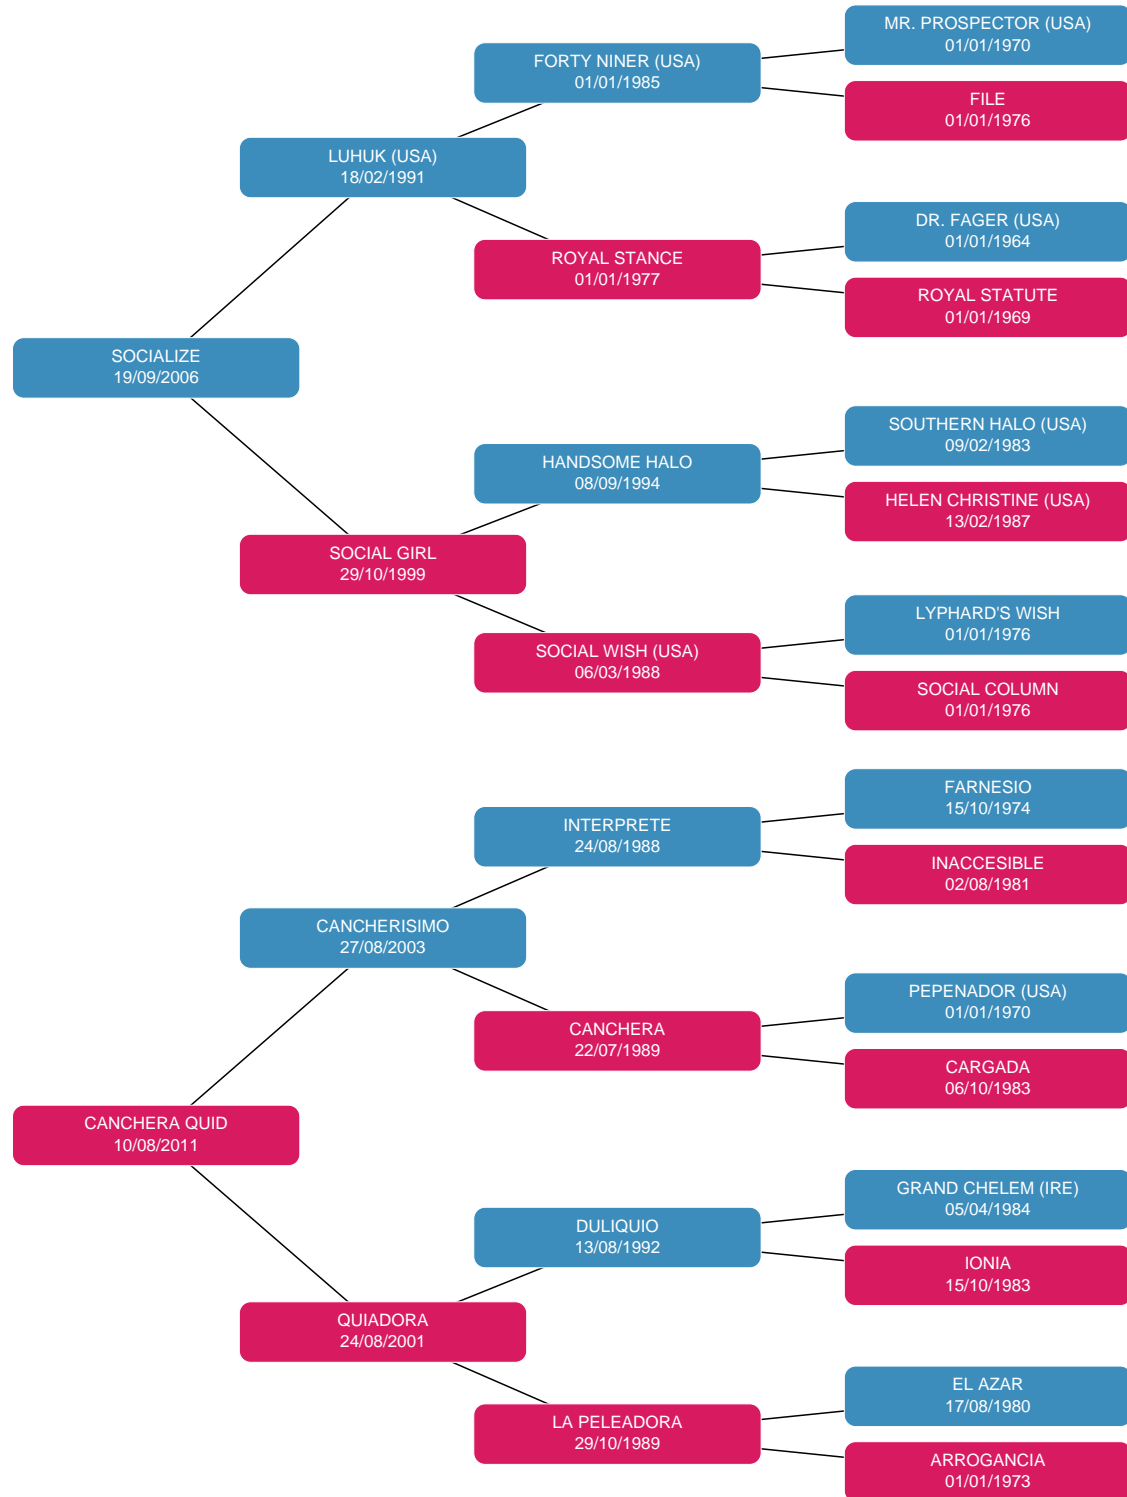 MR. PROSPECTOR (USA)
01/01/1970
FORTY NINER (USA)
01/01/1985
FILE
01/01/1976
LUHUK (USA)
18/02/1991
DR. FAGER (USA)
01/01/1964
ROYAL STANCE
01/01/1977
ROYAL STATUTE
01/01/1969
SOCIALIZE
19/09/2006
SOUTHERN HALO (USA)
09/02/1983
HANDSOME HALO
08/09/1994
HELEN CHRISTINE (USA)
13/02/1987
SOCIAL GIRL
29/10/1999
LYPHARD'S WISH
01/01/1976
SOCIAL WISH (USA)
06/03/1988
SOCIAL COLUMN
01/01/1976
FARNESIO
15/10/1974
INTERPRETE
24/08/1988
INACCESIBLE
02/08/1981
CANCHERISIMO
27/08/2003
PEPENADOR (USA)
01/01/1970
CANCHERA
22/07/1989
CARGADA
06/10/1983
CANCHERA QUID
10/08/2011
GRAND CHELEM (IRE)
05/04/1984
DULIQUIO
13/08/1992
IONIA
15/10/1983
QUIADORA
24/08/2001
EL AZAR
17/08/1980
LA PELEADORA
29/10/1989
ARROGANCIA
01/01/1973